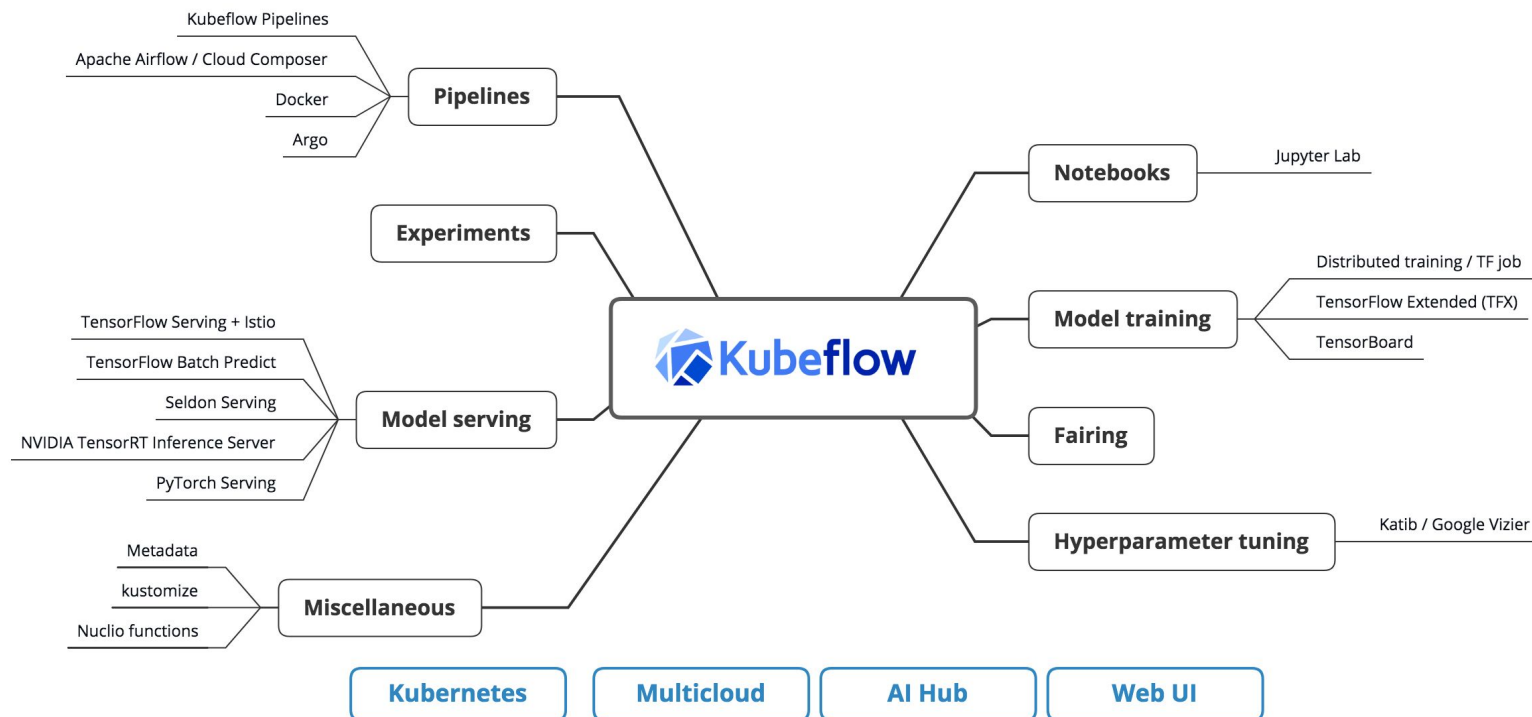 Kubeflow Pipelines
Apache Airflow / Cloud Composer
Docker
Argo
Pipelines
Experiments
TensorFlow Serving + Istio
TensorFlow Batch Predict
Seldon Serving
NVIDIA TensorRT Inference Server
PyTorch Serving
Model serving
Metadata
kustomize
Nuclio functions
Miscellaneous
Kubeflow
Notebooks
Jupyter Lab
Model training
Distributed training / TF job
TensorFlow Extended (TFX)
TensorBoard
Fairing
Hyperparameter tuning
Katib / Google Vizier
Kubernetes
Multicloud
AI Hub
Web UI